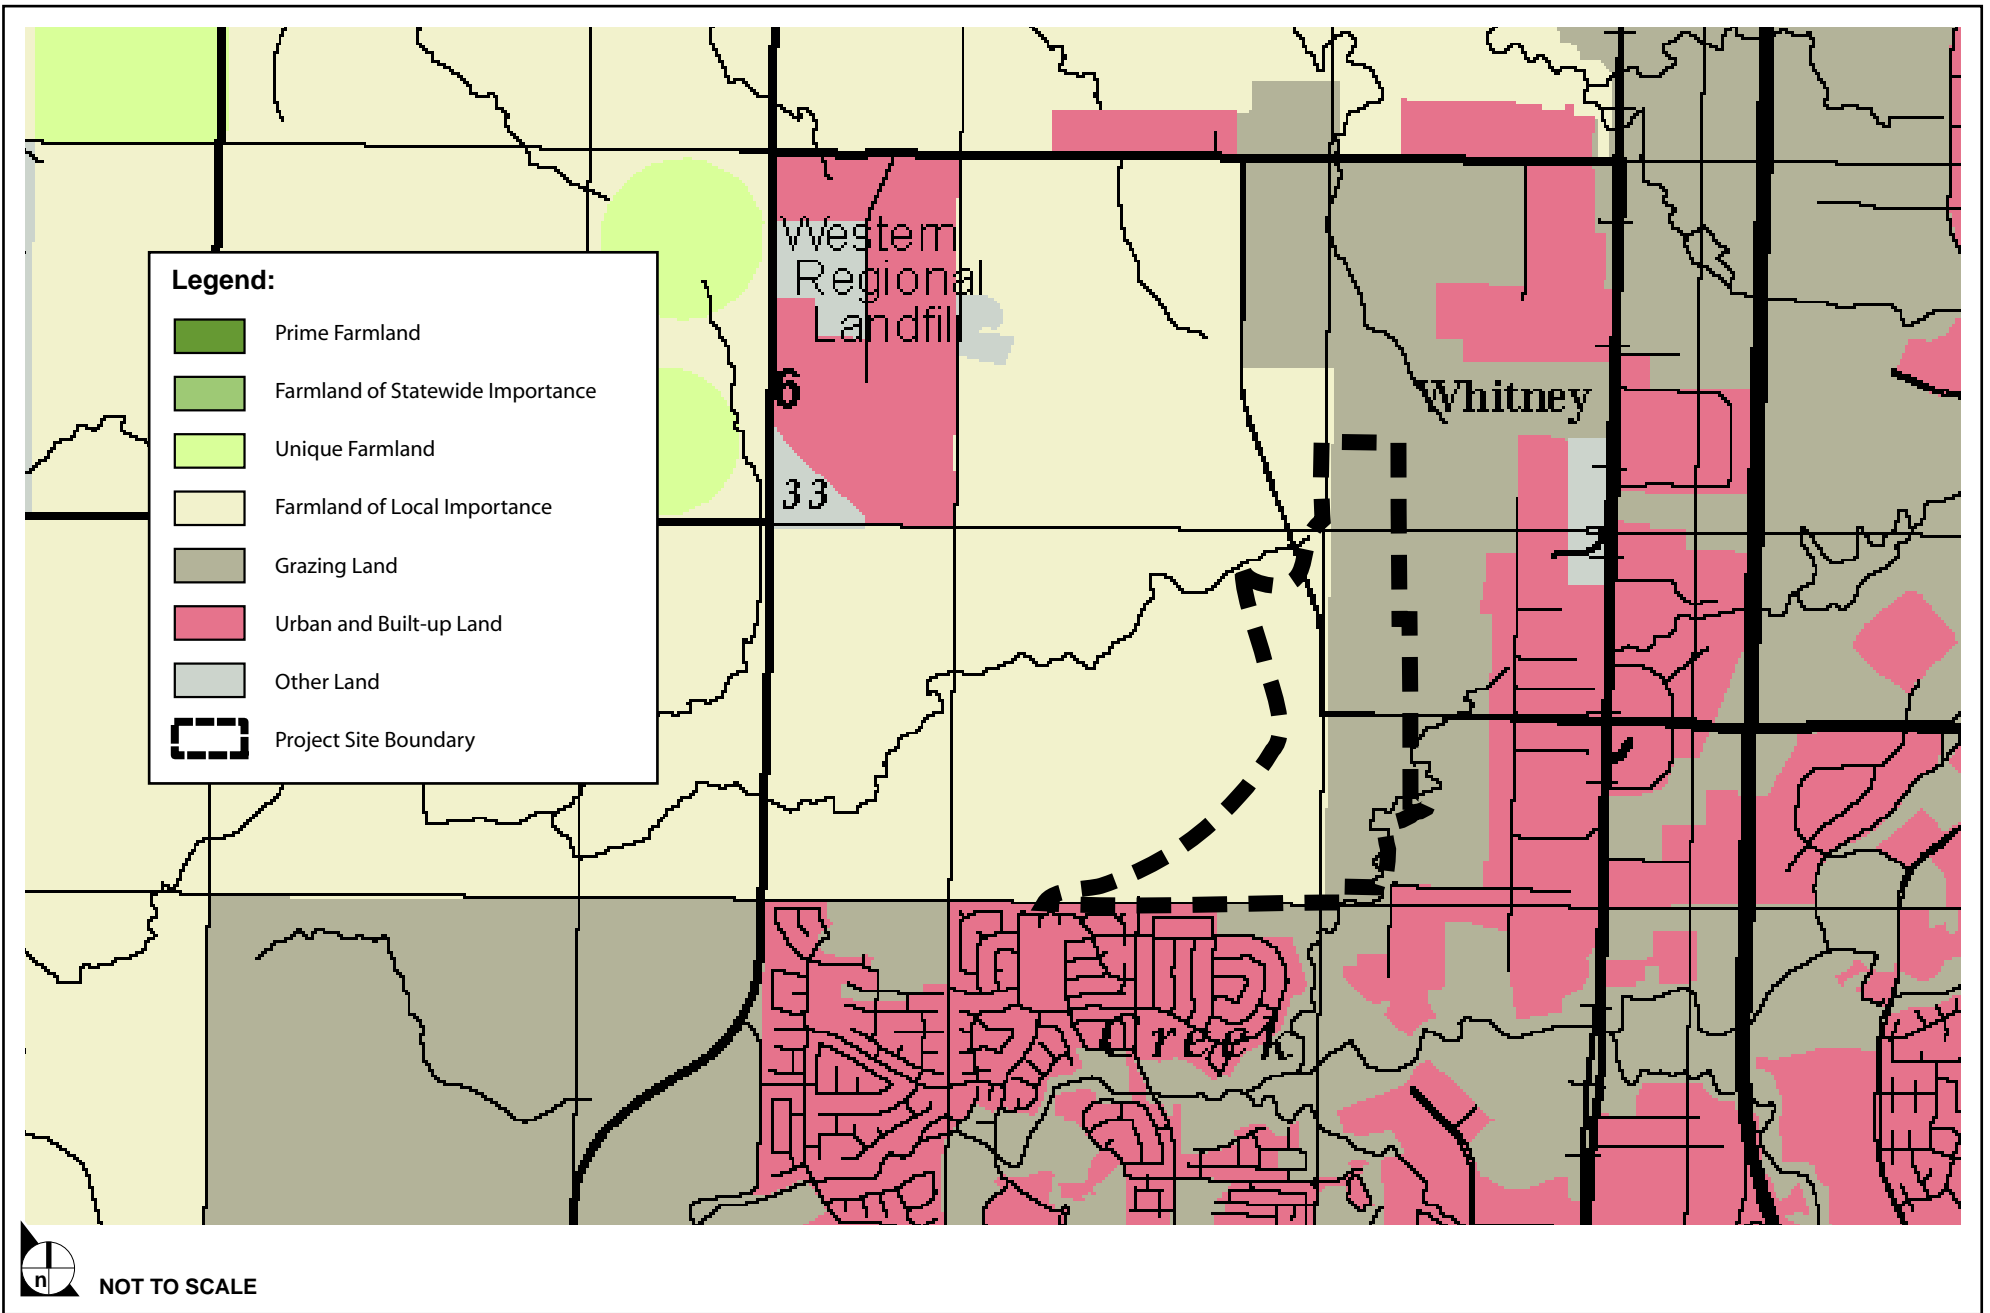 Western
Regional
Landfill
6
33
Whitney
Legend:
Prime Farmland
Farmland of Statewide Importance
Unique Farmland
Farmland of Local Importance
Grazing Land
Urban and Built-up Land
Other Land
Project Site Boundary
Creek
n
NOT TO SCALE